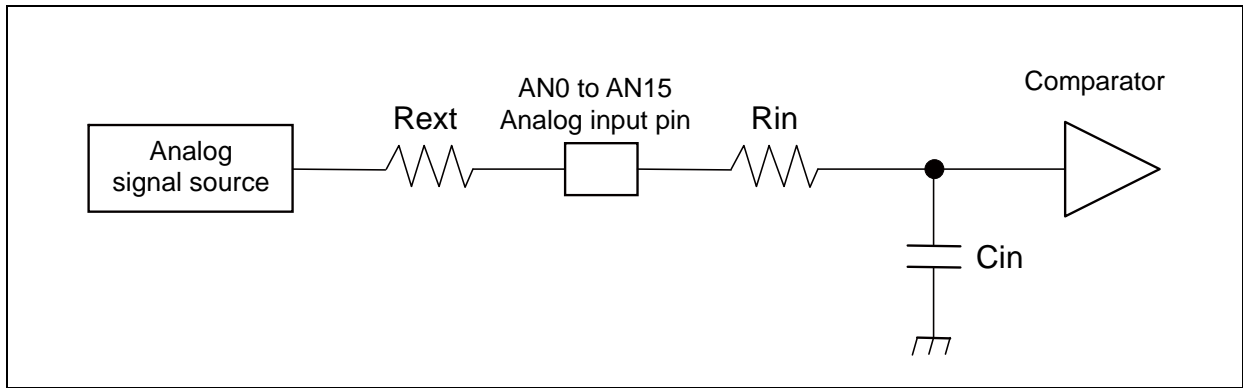 AN0 to AN15
Analog input pin
Comparator
Rext
Rin
Analog
signal source
Cin